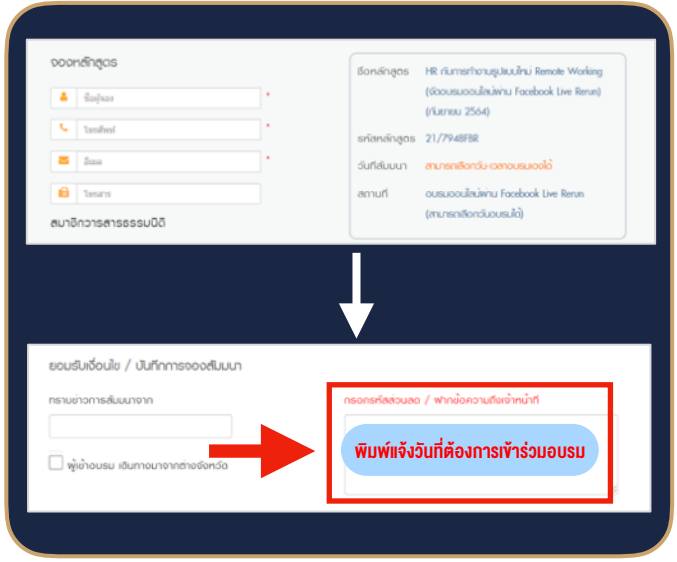 จองหลักสูตร
ชื่อผู้จอง *
โทรศัพท์ *
อีเมล *
โทรสาร
สมาชิกวารสารธรรมนิติ
ชื่อหลักสูตร HR กับการทำงานรูปแบบใหม่ Remote Working
(จัดอบรมออนไลน์ผ่าน Facebook Live Rerun)
(กันยายน 2564)
รหัสหลักสูตร 21/7948FBR
วันที่สัมมนา สามารถเลือกวัน-เวลาอบรมเองได้
สถานที่ อบรมออนไลน์ผ่าน Facebook Live Rerun
(สามารถเลือกวันอบรมได้)
ยอมรับเงื่อนไข / บันทึกการจองสัมมนา
ทราบข่าวการสัมมนาจาก
ผู้เข้าอบรม เดินทางมาจากต่างจังหวัด
กรอกรหัสส่วนลด / ฝากข้อความถึงเจ้าหน้าที่
พิมพ์แจ้งวันที่ต้องการเข้าร่วมอบรม